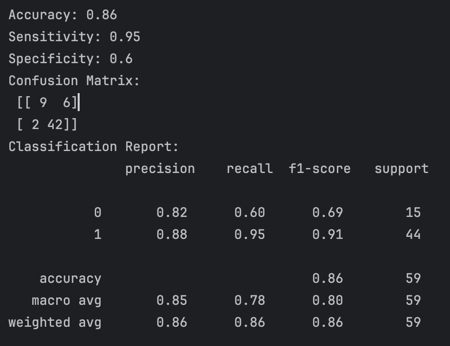 Accuracy: 0.86
Sensitivity: 0.95
Specificity: 0.6
Confusion Matrix:
[[ 9  6]
[ 2 42]]
Classification Report:
precision    recall  f1-score   support
0       0.82      0.60      0.69        15
1       0.88      0.95      0.91        44
accuracy                           0.86        59
macro avg       0.85      0.78      0.80        59
weighted avg       0.86      0.86      0.86        59